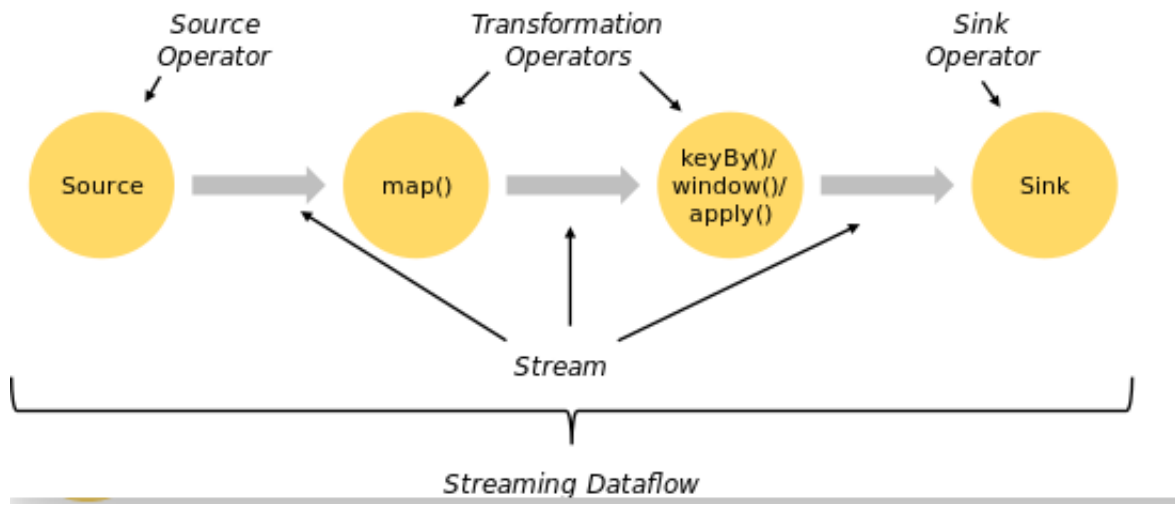 Source
Operator
Transformation
Operators
Sink
Operator
Source
map()
keyBy()/
window()/
apply()
Sink
Stream
Streaming Dataflow